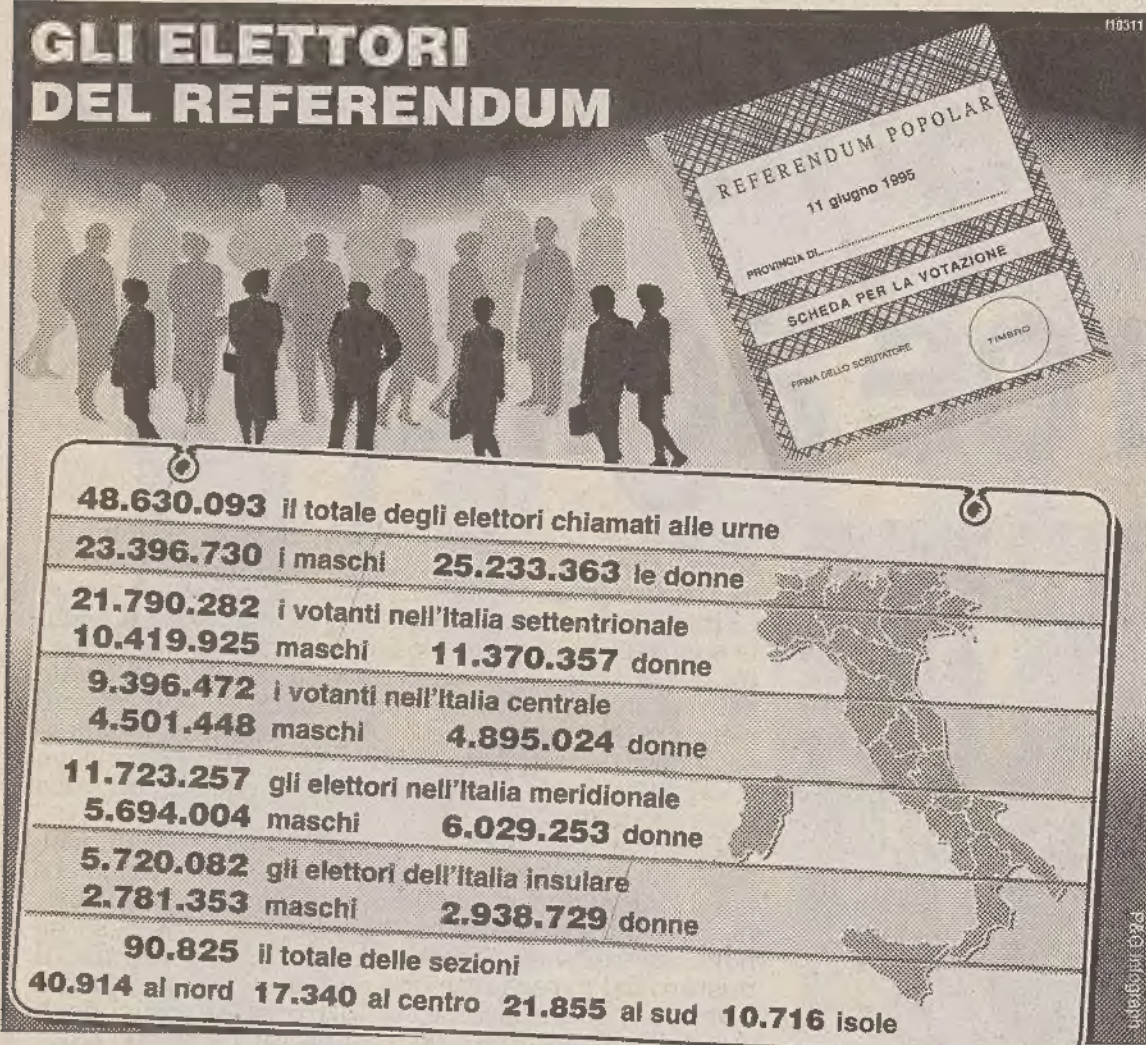 GLI ELETTORI
DEL REFERENDUM
REFERENDUM POPOLAR
11 giugno 1995
PROVINCIA DI
SCHEDA PER LA VOTAZIONE
FIRMA DELLO SCRUTATORE
TIMBRO
48.630.093 il totale degli elettori chiamati alle urne
23.396.730 i maschi 25.233.363 le donne
21.790.282 i votanti nell'Italia settentrionale
10.419.925 maschi 11.370.357 donne
9.396.472 i votanti nell'Italia centrale
4.501.448 maschi 4.895.024 donne
11.723.257 gli elettori nell'Italia meridionale
5.694.004 maschi 6.029.253 donne
5.720.082 gli elettori dell'Italia insulare
2.781.353 maschi 2.938.729 donne
90.825 il totale delle sezioni
40.914 al nord 17.340 al centro 21.855 al sud 10.716 isole